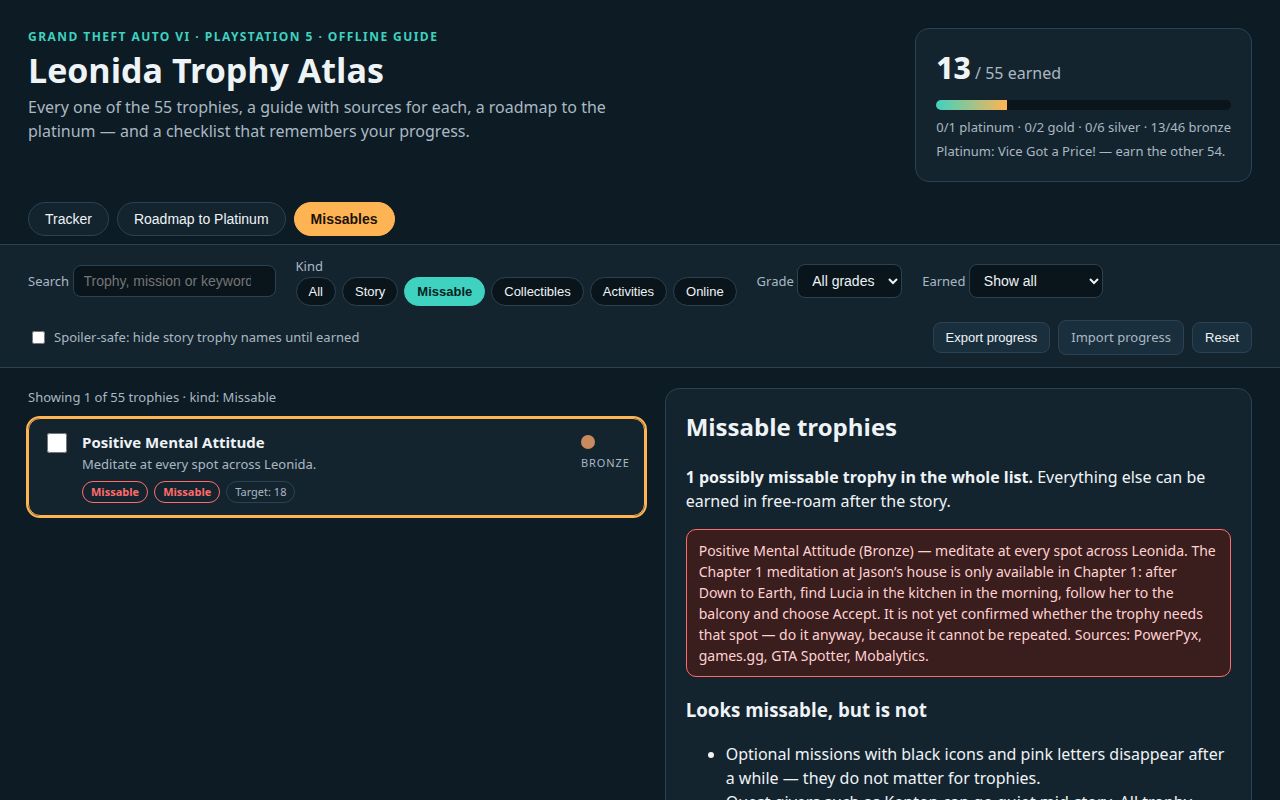 GRAND THEFT AUTO VI · PLAYSTATION 5 · OFFLINE GUIDE
Leonida Trophy Atlas
Every one of the 55 trophies, a guide with sources for each, a roadmap to the
platinum — and a checklist that remembers your progress.
13 / 55 earned
0/1 platinum · 0/2 gold · 0/6 silver · 13/46 bronze
Platinum: Vice Got a Price! — earn the other 54.
Tracker
Roadmap to Platinum
Missables
Search
Trophy, mission or keyword
Kind
All
Story
Missable
Collectibles
Activities
Online
Grade
All grades
Earned
Show all
Spoiler-safe: hide story trophy names until earned
Export progress
Import progress
Reset
Showing 1 of 55 trophies · kind: Missable
Positive Mental Attitude
Meditate at every spot across Leonida.
Missable
Missable
Target: 18
BRONZE
Missable trophies
1 possibly missable trophy in the whole list. Everything else can be
earned in free-roam after the story.
Positive Mental Attitude (Bronze) — meditate at every spot across Leonida. The
Chapter 1 meditation at Jason’s house is only available in Chapter 1: after
Down to Earth, find Lucia in the kitchen in the morning, follow her to the
balcony and choose Accept. It is not yet confirmed whether the trophy needs
that spot — do it anyway, because it cannot be repeated. Sources: PowerPyx,
games.gg, GTA Spotter, Mobalytics.
Looks missable, but is not
Optional missions with black icons and pink letters disappear after
a while — they do not matter for trophies.